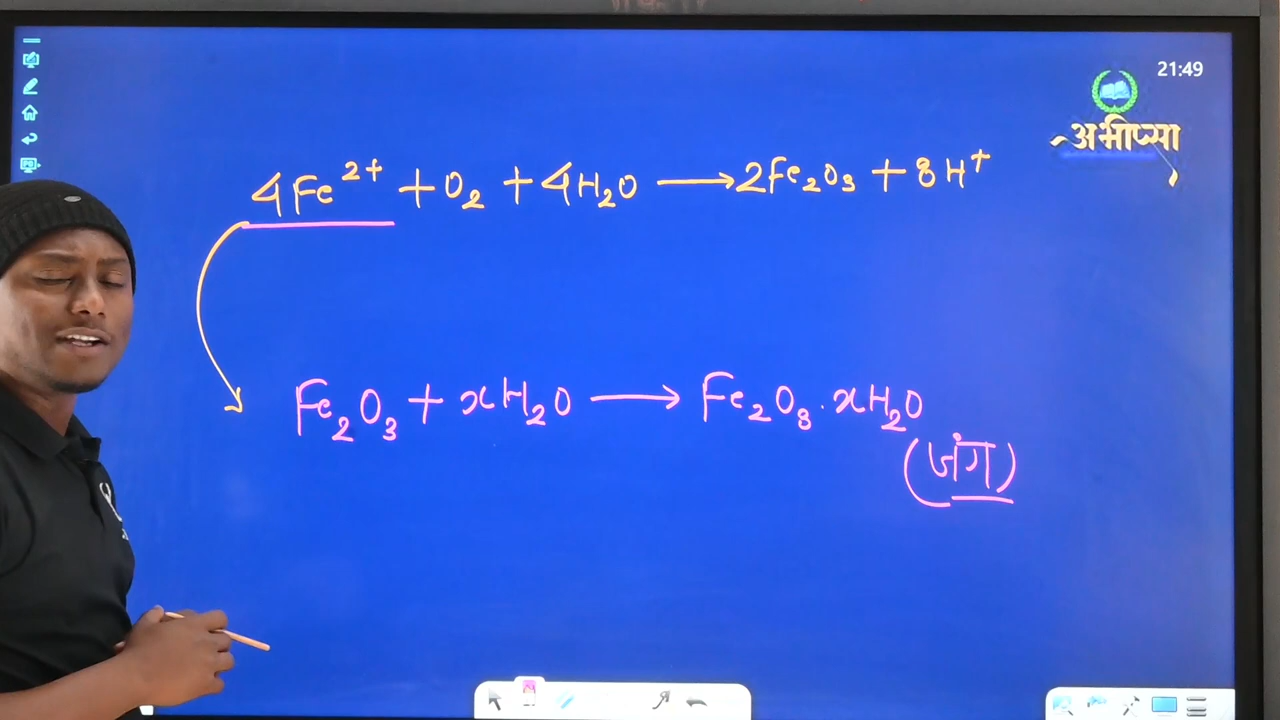 21:49
अभीप्सा
4Fe²⁺ + O₂ + 4H₂O ⟶ 2Fe₂O₃ + 8H⁺
Fe₂O₃ + xH₂O ⟶ Fe₂O₃.xH₂O
(जंग)